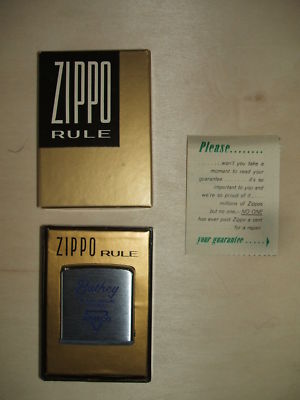 ZIPPO
RULE
Please........
........won't you take a
moment to read your
guarantee........it's so
important to you and
we're so proud of it....
millions of Zippos
but no one,- NO ONE
has ever paid Zippo a cent
for a repair.
your guarantee
ZIPPO RULE